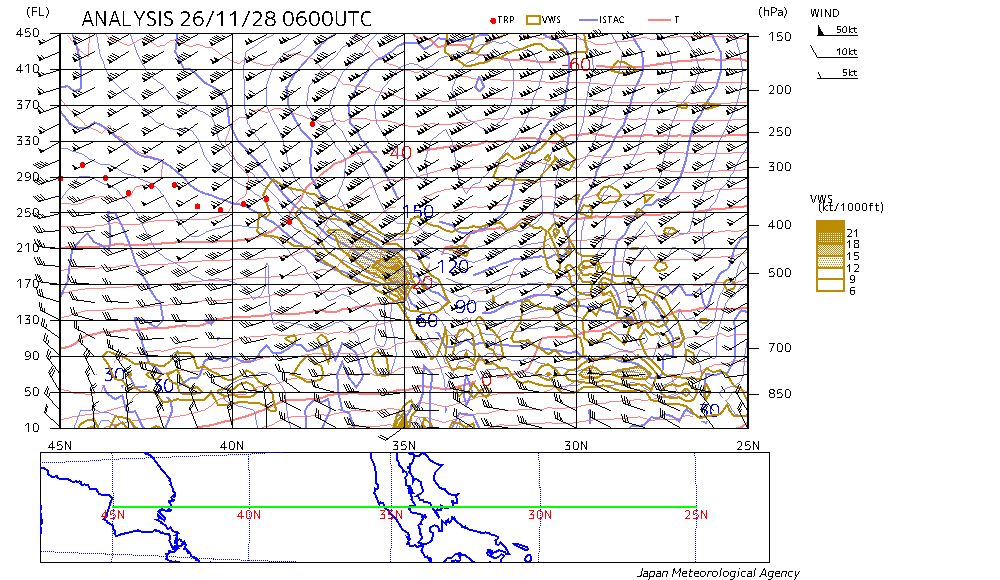 (FL) ANALYSIS 26/11/28 0600UTC TRP VWS ISTAC T (hPa) WIND
450 150 50kt
410 -60 10kt
370 200 5kt
330 250
-40
290 300
250 150 VWS
(kt/1000ft)
400
210 21
18
120 15
170 -20 500 12
90 9
130 60 6
90 700
30 30
50 0 850
30
10
45N 40N 35N 30N 25N
45N 40N 35N 30N 25N
Japan Meteorological Agency